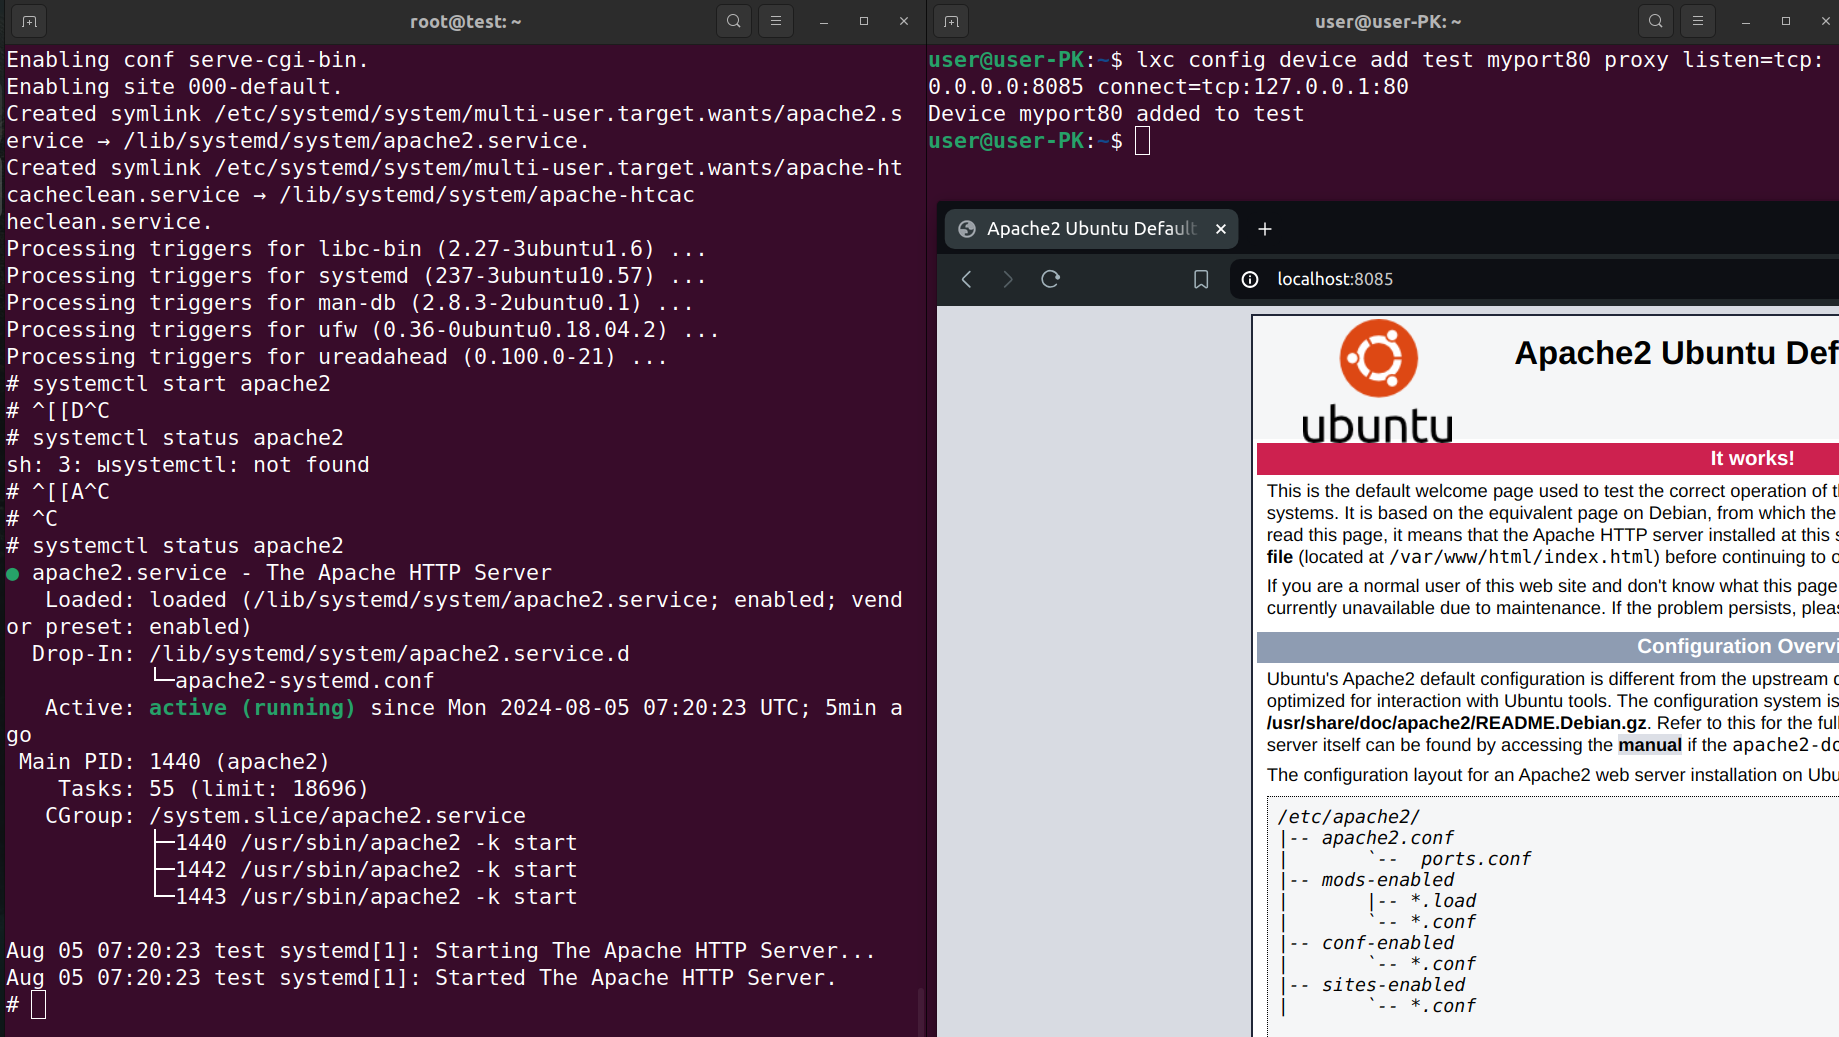 root@test: ~
Enabling conf serve-cgi-bin.
Enabling site 000-default.
Created symlink /etc/systemd/system/multi-user.target.wants/apache2.s
ervice → /lib/systemd/system/apache2.service.
Created symlink /etc/systemd/system/multi-user.target.wants/apache-ht
cacheclean.service → /lib/systemd/system/apache-htcac
heclean.service.
Processing triggers for libc-bin (2.27-3ubuntu1.6) ...
Processing triggers for systemd (237-3ubuntu10.57) ...
Processing triggers for man-db (2.8.3-2ubuntu0.1) ...
Processing triggers for ufw (0.36-0ubuntu0.18.04.2) ...
Processing triggers for ureadahead (0.100.0-21) ...
# systemctl start apache2
# ^[[D^C
# systemctl status apache2
sh: 3: ыsystemctl: not found
# ^[[A^C
# ^C
# systemctl status apache2
● apache2.service - The Apache HTTP Server
   Loaded: loaded (/lib/systemd/system/apache2.service; enabled; vend
or preset: enabled)
  Drop-In: /lib/systemd/system/apache2.service.d
           └─apache2-systemd.conf
   Active: active (running) since Mon 2024-08-05 07:20:23 UTC; 5min a
go
 Main PID: 1440 (apache2)
    Tasks: 55 (limit: 18696)
   CGroup: /system.slice/apache2.service
           ├─1440 /usr/sbin/apache2 -k start
           ├─1442 /usr/sbin/apache2 -k start
           └─1443 /usr/sbin/apache2 -k start
Aug 05 07:20:23 test systemd[1]: Starting The Apache HTTP Server...
Aug 05 07:20:23 test systemd[1]: Started The Apache HTTP Server.
#
user@user-PK: ~
user@user-PK:~$ lxc config device add test myport80 proxy listen=tcp:
0.0.0.0:8085 connect=tcp:127.0.0.1:80
Device myport80 added to test
user@user-PK:~$
Apache2 Ubuntu Default
localhost:8085
ubuntu
Apache2 Ubuntu Def
It works!
This is the default welcome page used to test the correct operation of
systems. It is based on the equivalent page on Debian, from which the
read this page, it means that the Apache HTTP server installed at this
file (located at /var/www/html/index.html) before continuing to
If you are a normal user of this web site and don't know what this page
currently unavailable due to maintenance. If the problem persists, pleas
Configuration Overvi
Ubuntu's Apache2 default configuration is different from the upstream
optimized for interaction with Ubuntu tools. The configuration system is
/usr/share/doc/apache2/README.Debian.gz. Refer to this for the full
server itself can be found by accessing the manual if the apache2-do
The configuration layout for an Apache2 web server installation on Ubu
/etc/apache2/
|-- apache2.conf
|       `--  ports.conf
|-- mods-enabled
|       |-- *.load
|       `-- *.conf
|-- conf-enabled
|       `-- *.conf
|-- sites-enabled
|       `-- *.conf